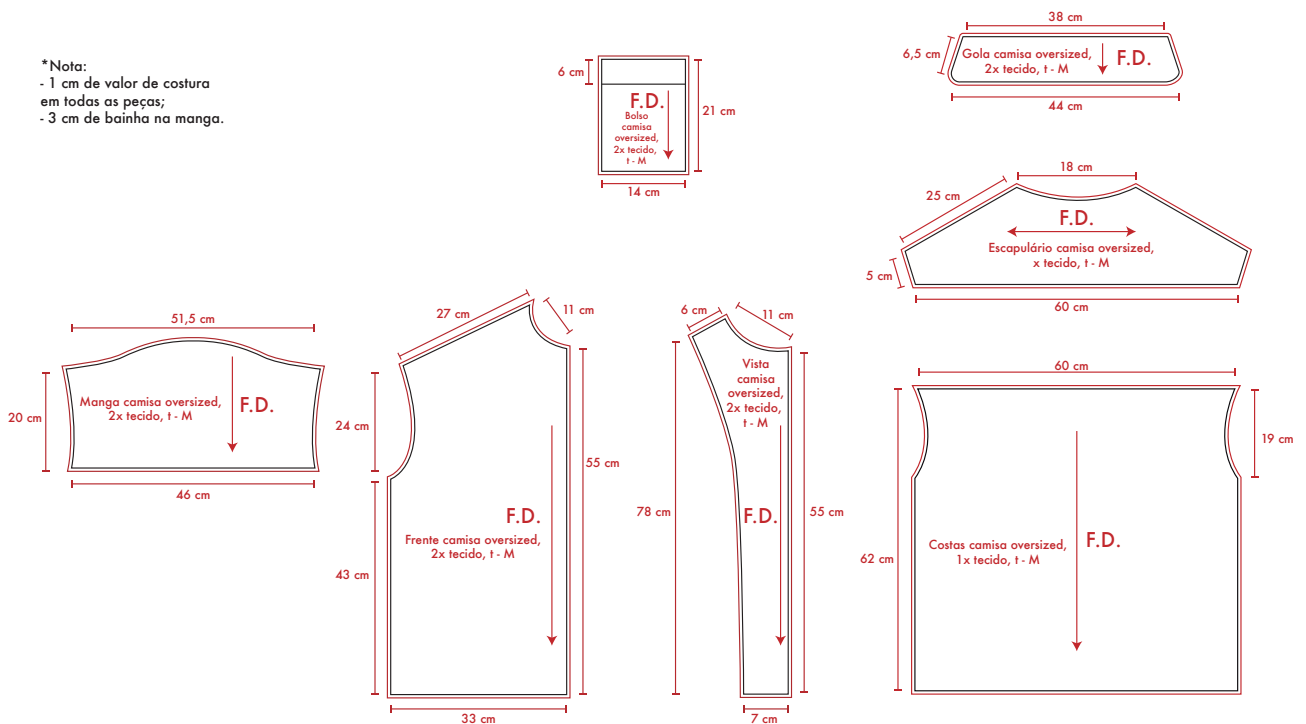 *Nota:
- 1 cm de valor de costura
em todas as peças;
- 3 cm de bainha na manga.
6 cm
F.D.
Bolso
camisa
oversized,
2x tecido,
t - M
21 cm
14 cm
38 cm
6,5 cm
Gola camisa oversized,
2x tecido, t - M
F.D.
44 cm
18 cm
25 cm
F.D.
Escapulário camisa oversized,
x tecido, t - M
5 cm
60 cm
51,5 cm
20 cm
Manga camisa oversized,
2x tecido, t - M
F.D.
46 cm
27 cm
11 cm
24 cm
55 cm
F.D.
Frente camisa oversized,
2x tecido, t - M
43 cm
33 cm
6 cm
11 cm
Vista
camisa
oversized,
2x tecido,
t - M
78 cm
F.D.
55 cm
7 cm
60 cm
19 cm
62 cm
Costas camisa oversized,
1x tecido, t - M
F.D.